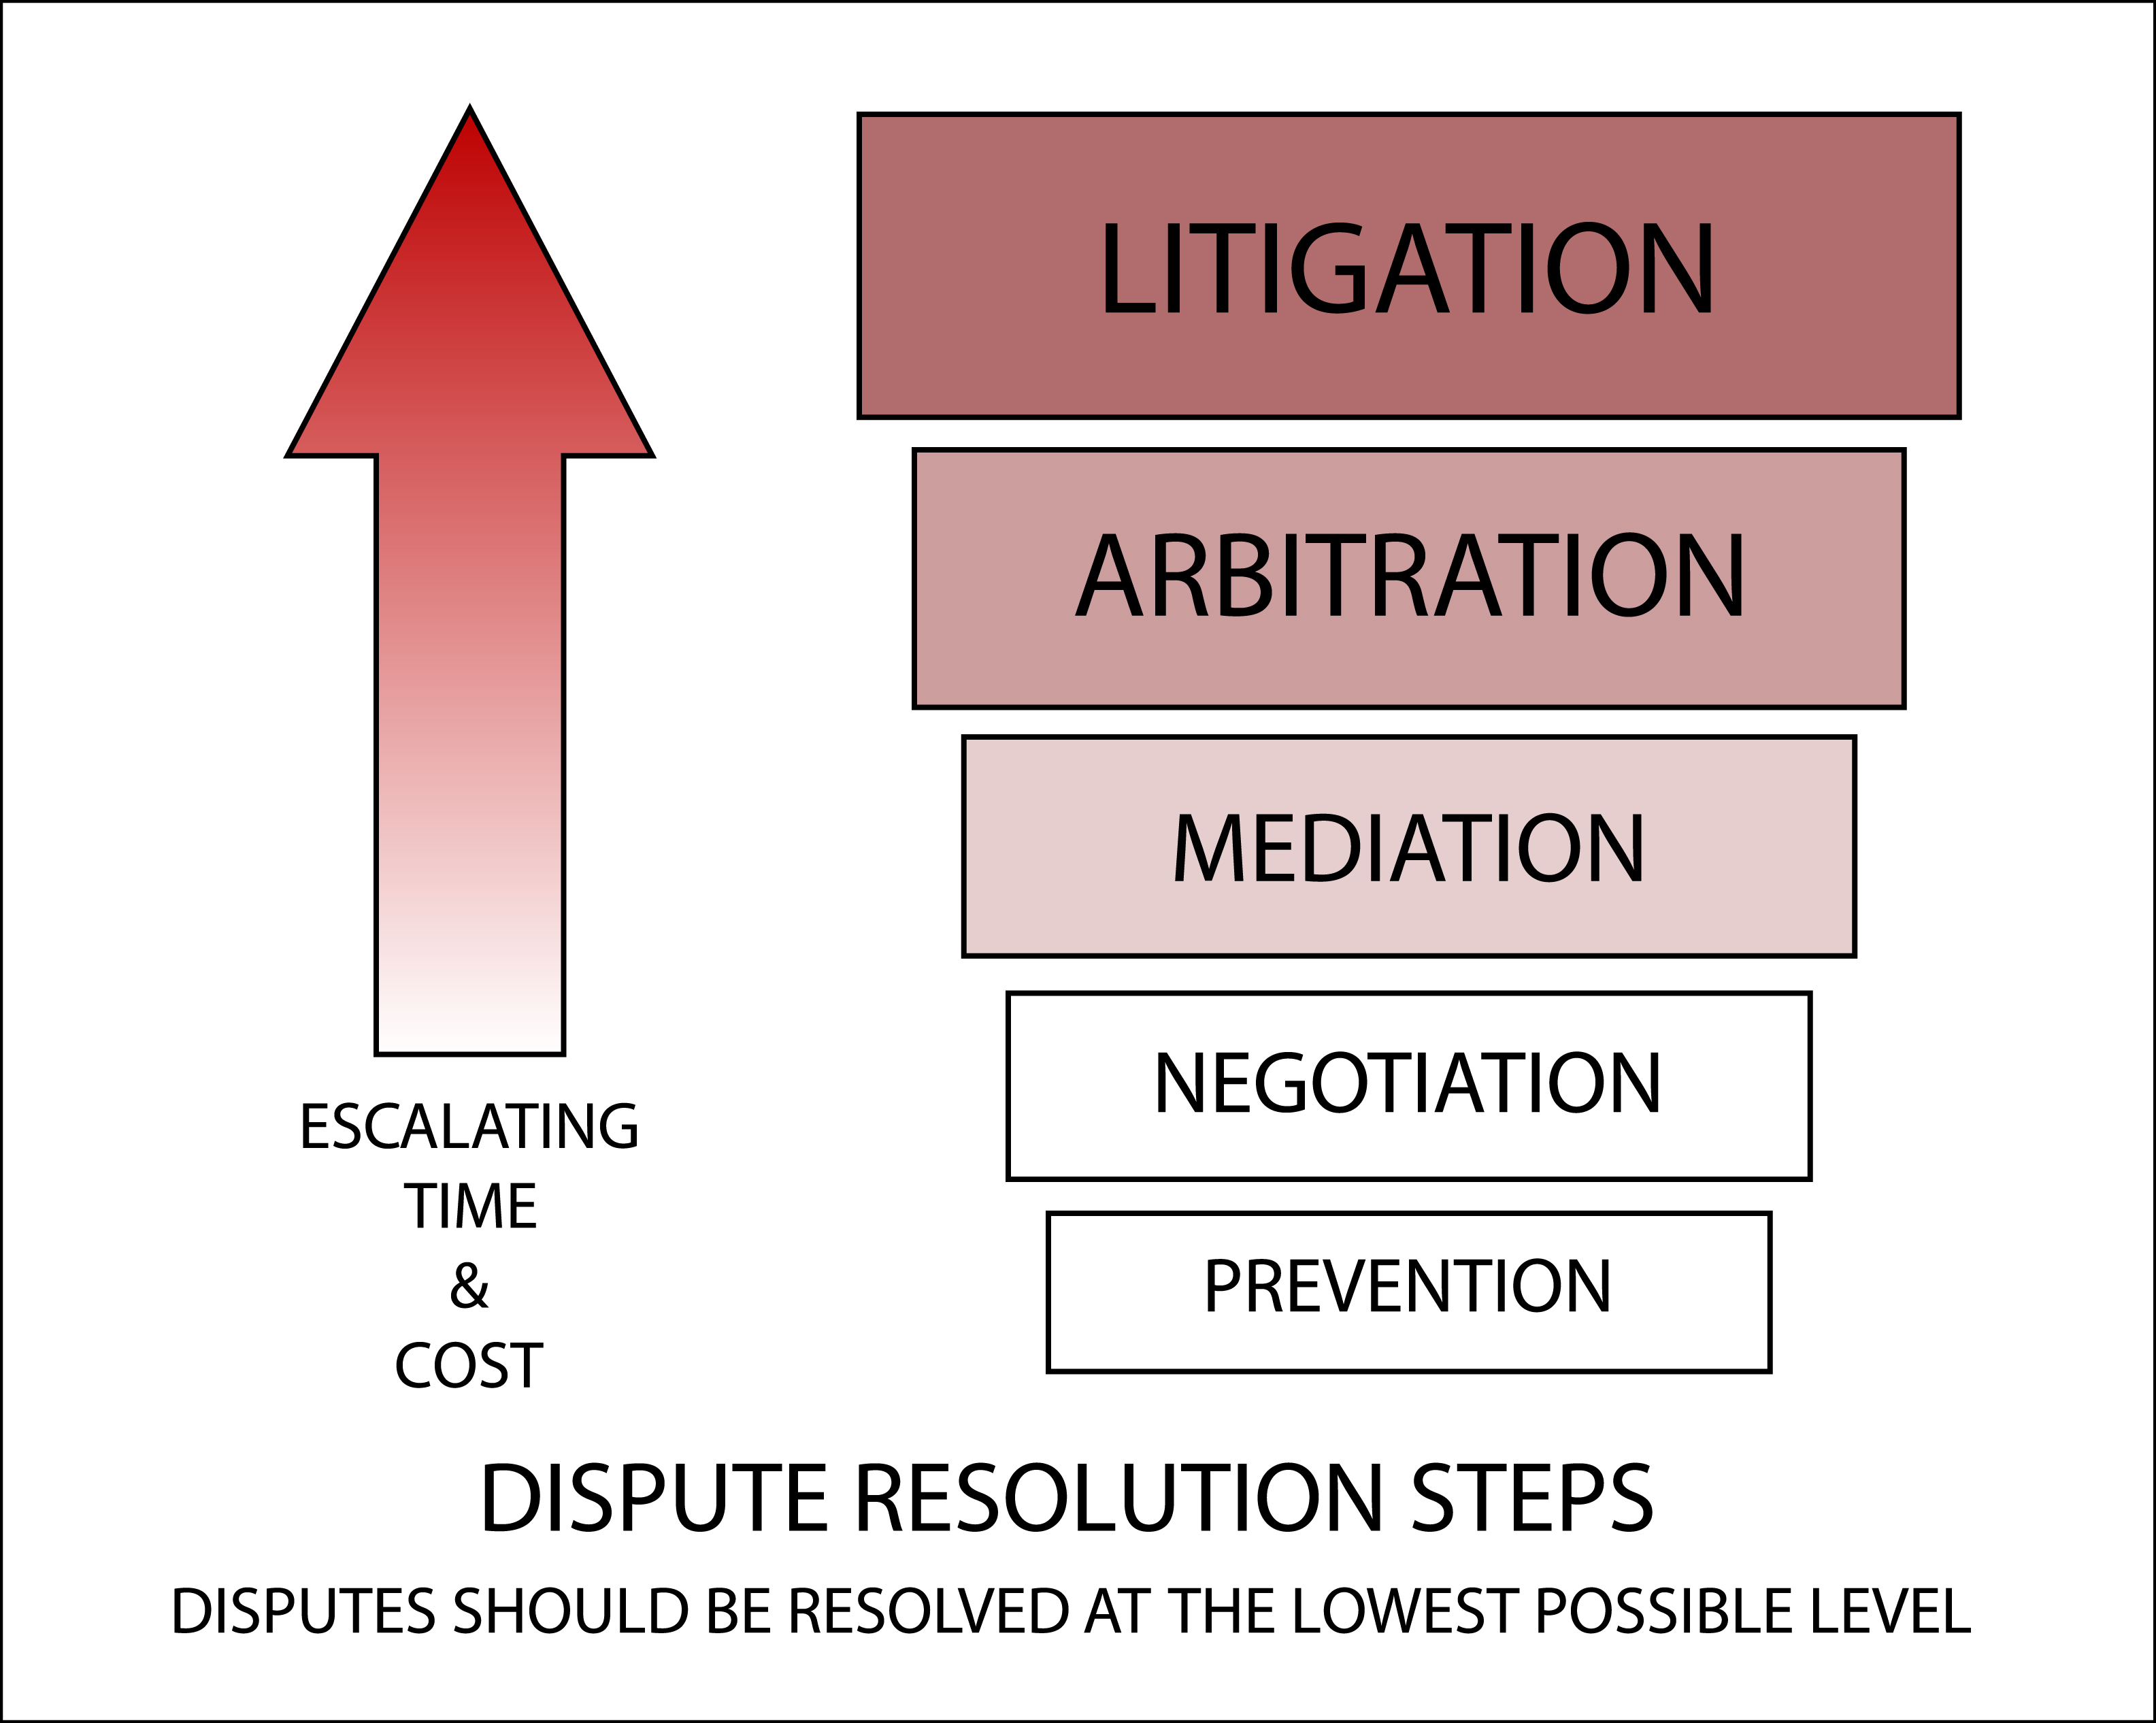 LITIGATION
ARBITRATION
MEDIATION
NEGOTIATION
PREVENTION
ESCALATING
TIME
&
COST
DISPUTE RESOLUTION STEPS
DISPUTES SHOULD BE RESOLVED AT THE LOWEST POSSIBLE LEVEL